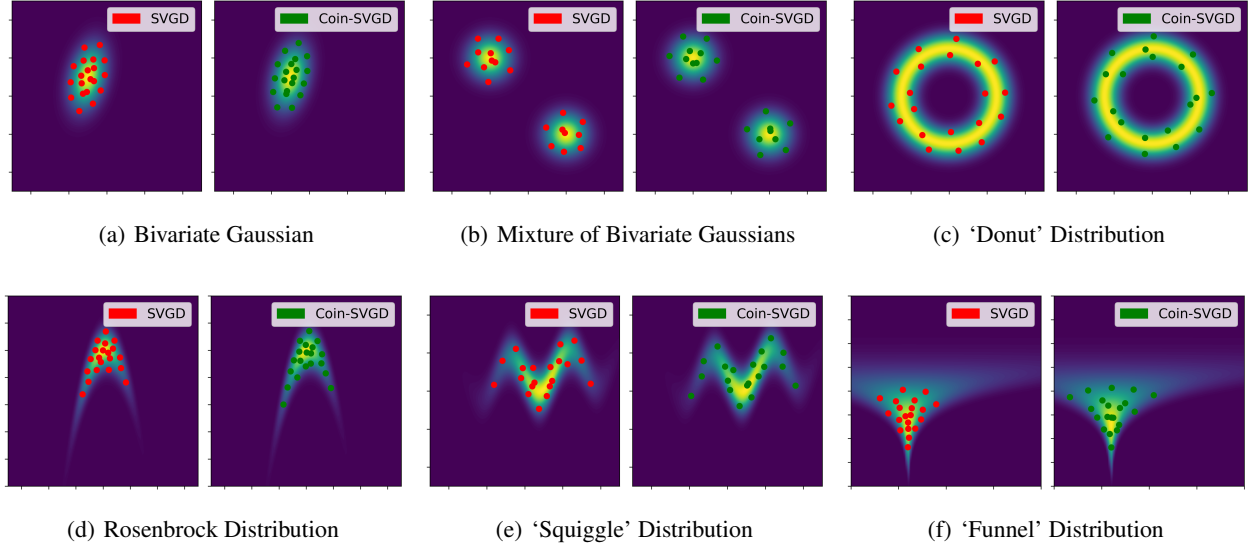 SVGD
Coin-SVGD
SVGD
Coin-SVGD
SVGD
Coin-SVGD
(a) Bivariate Gaussian
(b) Mixture of Bivariate Gaussians
(c) ‘Donut’ Distribution
SVGD
Coin-SVGD
SVGD
Coin-SVGD
SVGD
Coin-SVGD
(d) Rosenbrock Distribution
(e) ‘Squiggle’ Distribution
(f) ‘Funnel’ Distribution